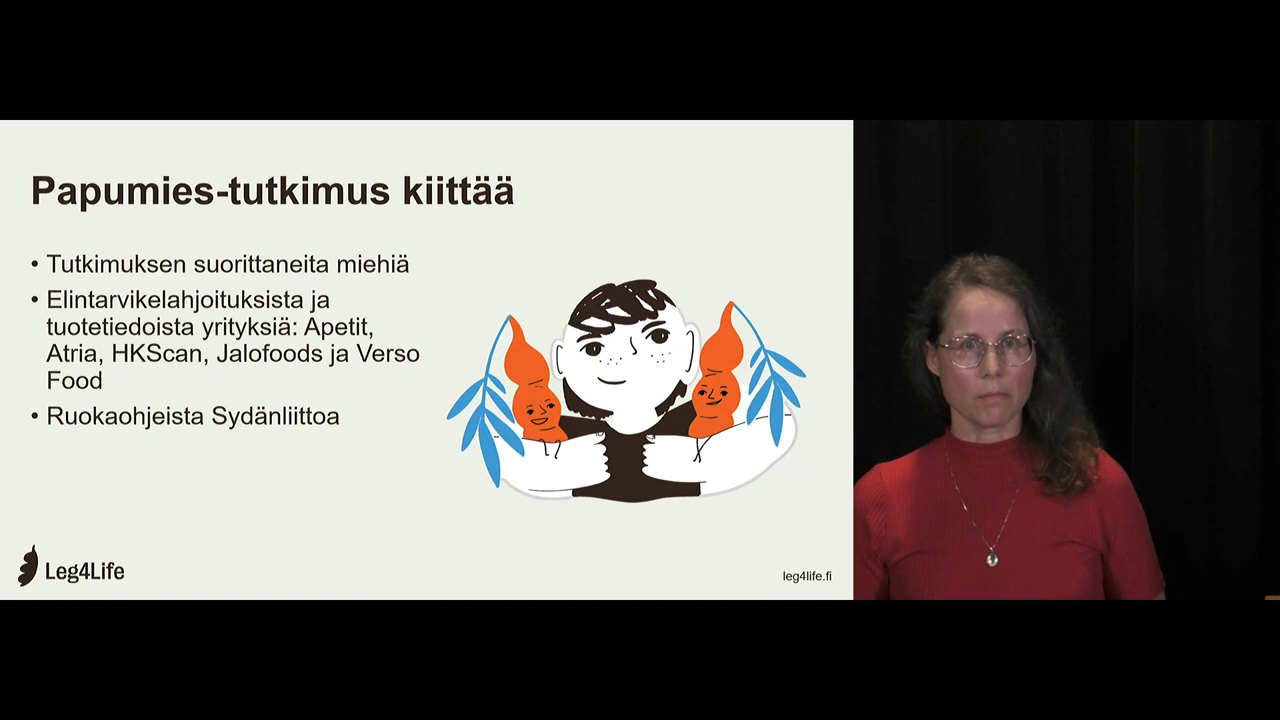 Papumies-tutkimus kiittää
• Tutkimuksen suorittaneita miehiä
• Elintarvikelahjoituksista ja
tuotetiedoista yrityksiä: Apetit,
Atria, HKScan, Jalofoods ja Verso
Food
• Ruokaohjeista Sydänliittoa
Leg4Life
leg4life.fi